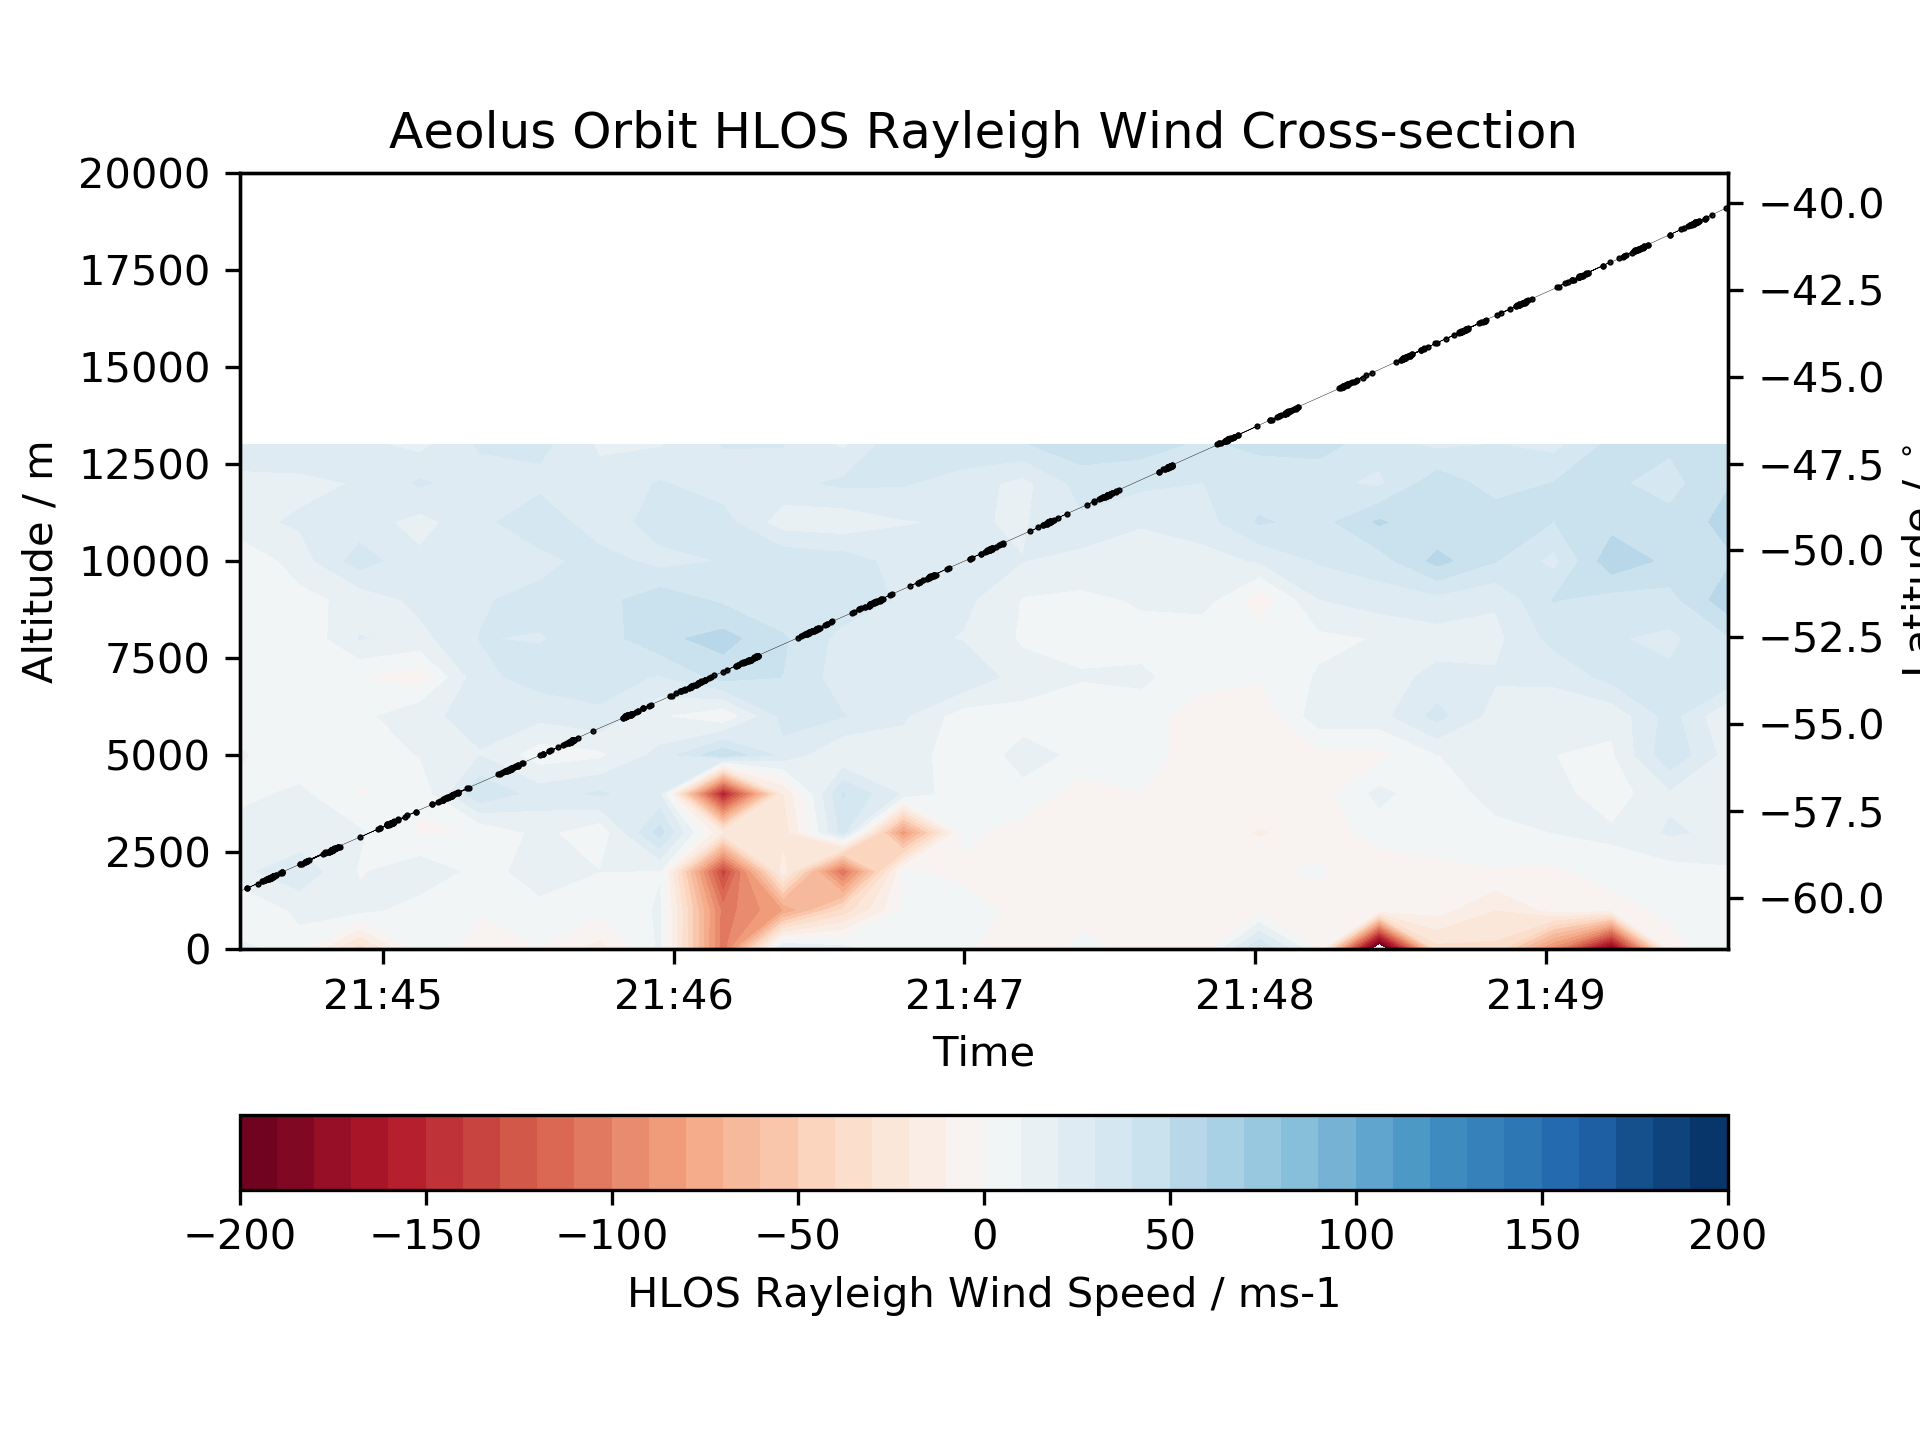 Aeolus Orbit HLOS Rayleigh Wind Cross-section
20000
17500
15000
12500
10000
7500
5000
2500
0
Altitude / m
−40.0
−42.5
−45.0
−47.5
−50.0
−52.5
−55.0
−57.5
−60.0
Latitude / °
21:45 21:46 21:47 21:48 21:49
Time
−200 −150 −100 −50 0 50 100 150 200
HLOS Rayleigh Wind Speed / ms-1